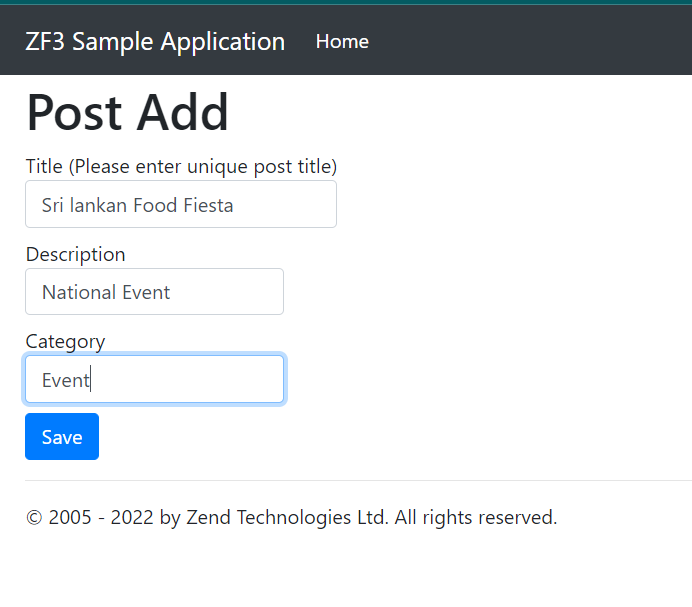 ZF3 Sample Application Home
Post Add
Title (Please enter unique post title)
Sri lankan Food Fiesta
Description
National Event
Category
Event
Save
© 2005 - 2022 by Zend Technologies Ltd. All rights reserved.